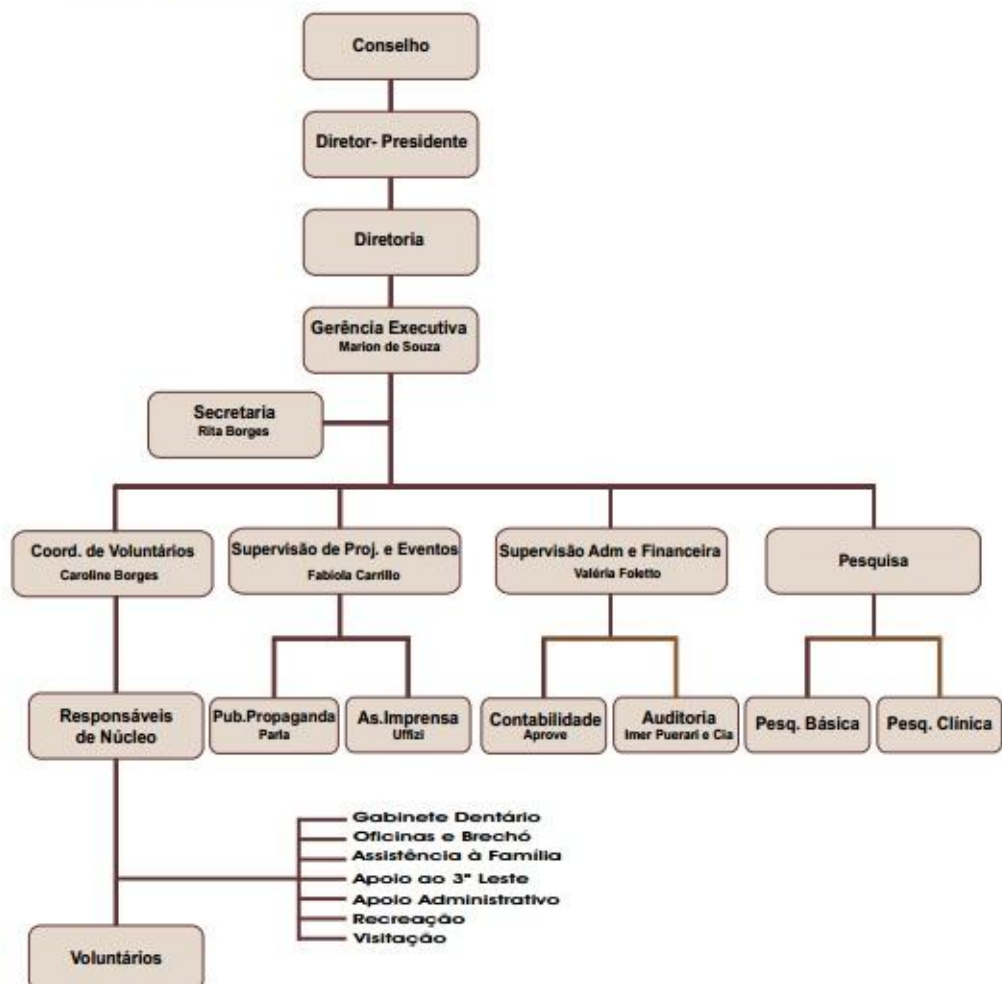 Conselho
Diretor- Presidente
Diretoria
Gerência Executiva
Marlon de Souza
Secretaria
Rita Borges
Coord. de Voluntários
Caroline Borges
Supervisão de Proj. e Eventos
Fabíola Carrillo
Supervisão Adm e Financeira
Valéria Foletto
Pesquisa
Responsáveis
de Núcleo
Pub.Propaganda
Parla
As.Imprensa
Uffizi
Contabilidade
Aprove
Auditoria
Imer Puerari e Cia
Pesq. Básica
Pesq. Clínica
Gabinete Dentário
Oficinas e Brechó
Assistência à Família
Apoio ao 3º Leste
Apoio Administrativo
Recreação
Visitação
Voluntários